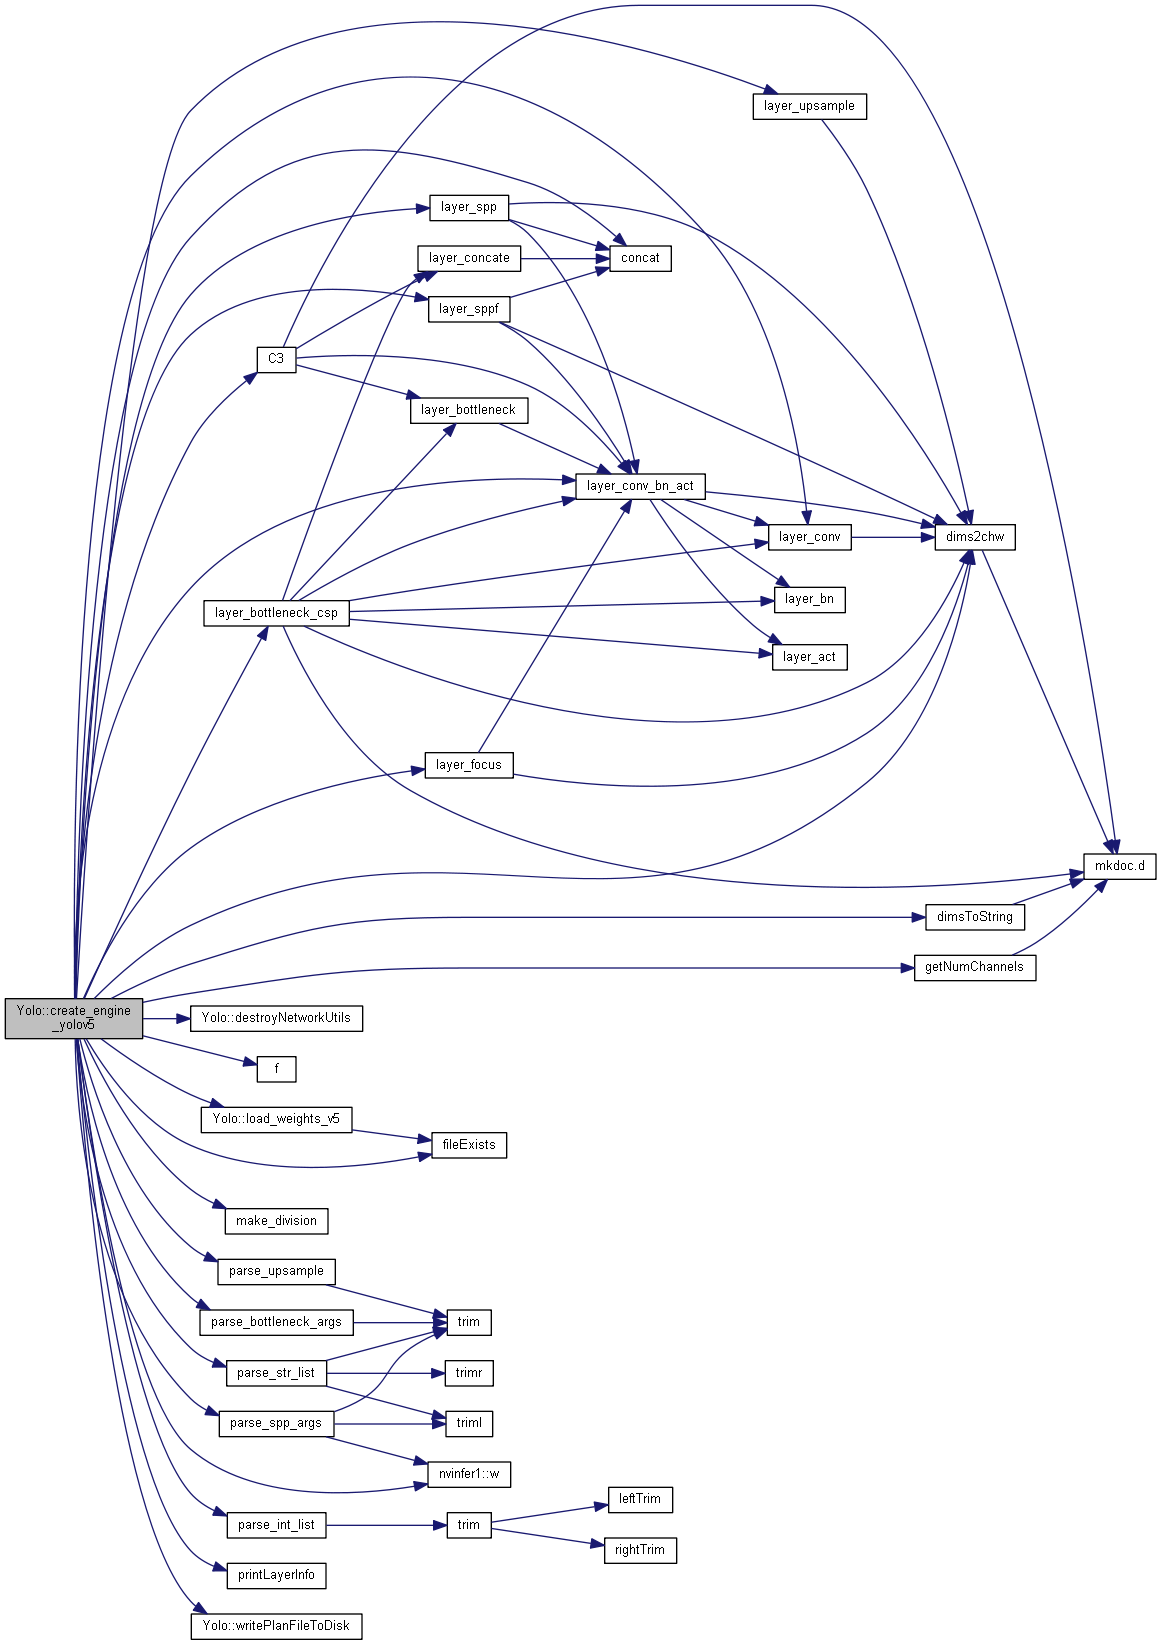 layer_upsample
layer_spp
layer_concate
concat
layer_sppf
C3
layer_bottleneck
layer_conv_bn_act
layer_conv
dims2chw
layer_bn
layer_bottleneck_csp
layer_act
layer_focus
mkdoc.d
dimsToString
getNumChannels
Yolo::create_engine
_yolov5
Yolo::destroyNetworkUtils
f
Yolo::load_weights_v5
fileExists
make_division
parse_upsample
parse_bottleneck_args
trim
parse_str_list
trimr
parse_spp_args
triml
nvinfer1::w
leftTrim
parse_int_list
trim
rightTrim
printLayerInfo
Yolo::writePlanFileToDisk